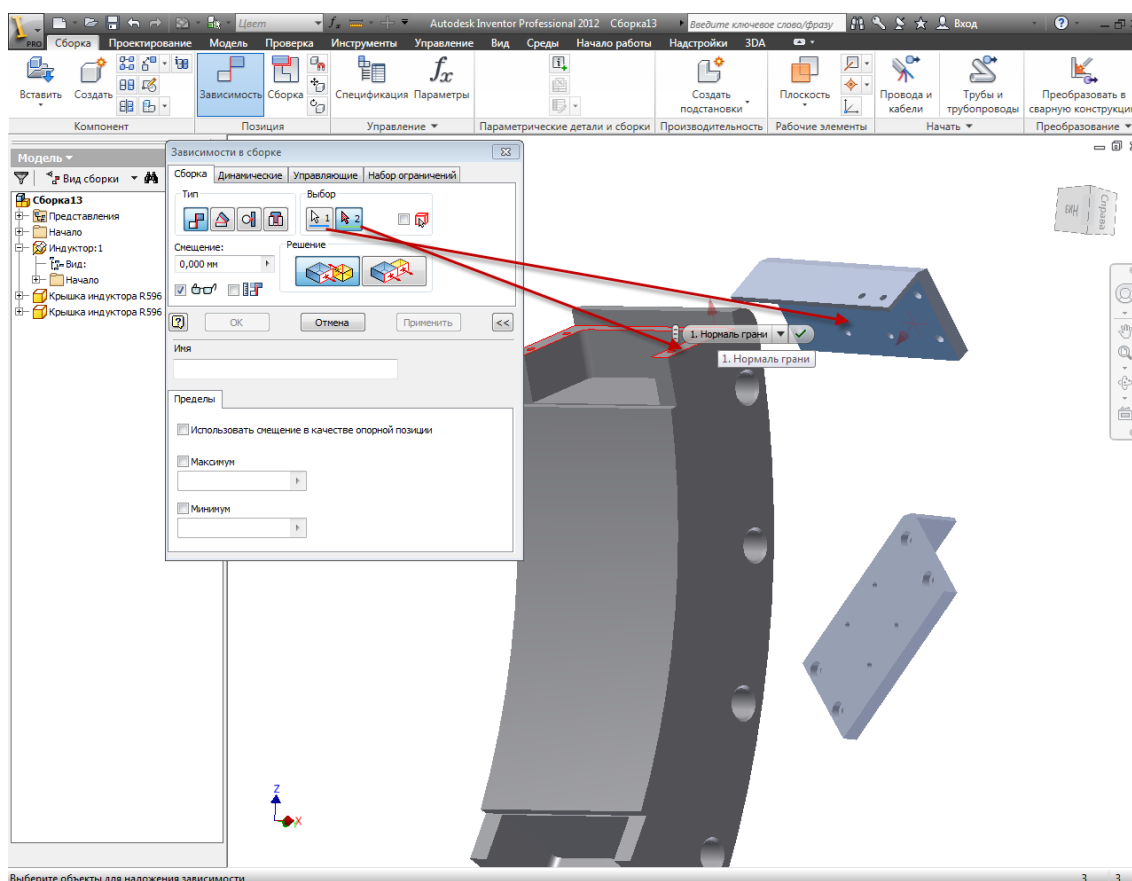 Цвет
Autodesk Inventor Professional 2012 Сборка13
Введите ключевое слово/фразу
Вход
PRO
Сборка Проектирование Модель Проверка Инструменты Управление Вид Среды Начало работы Надстройки 3DA
Вставить Создать
Зависимость Сборка
Спецификация Параметры
Создать подстановки
Плоскость
Провода и кабели
Трубы и трубопроводы
Преобразовать в сварную конструкци
Компонент Позиция Управление Параметрические детали и сборки Производительность Рабочие элементы Начать Преобразование
Модель
Вид сборки
Сборка13
Представления
Начало
Индуктор:1
Вид:
Начало
Крышка индуктора R596
Крышка индуктора R596
Зависимости в сборке
Сборка Динамические Управляющие Набор ограничений
Тип Выбор
1 2
Смещение: Решение
0,000 мм
ОК Отмена Применить <<
Имя
Пределы
Использовать смещение в качестве опорной позиции
Максимум
Минимум
1. Нормаль грани
1. Нормаль грани
Низ
Справа
Z
X
Выберите объекты для наложения зависимости
3 3